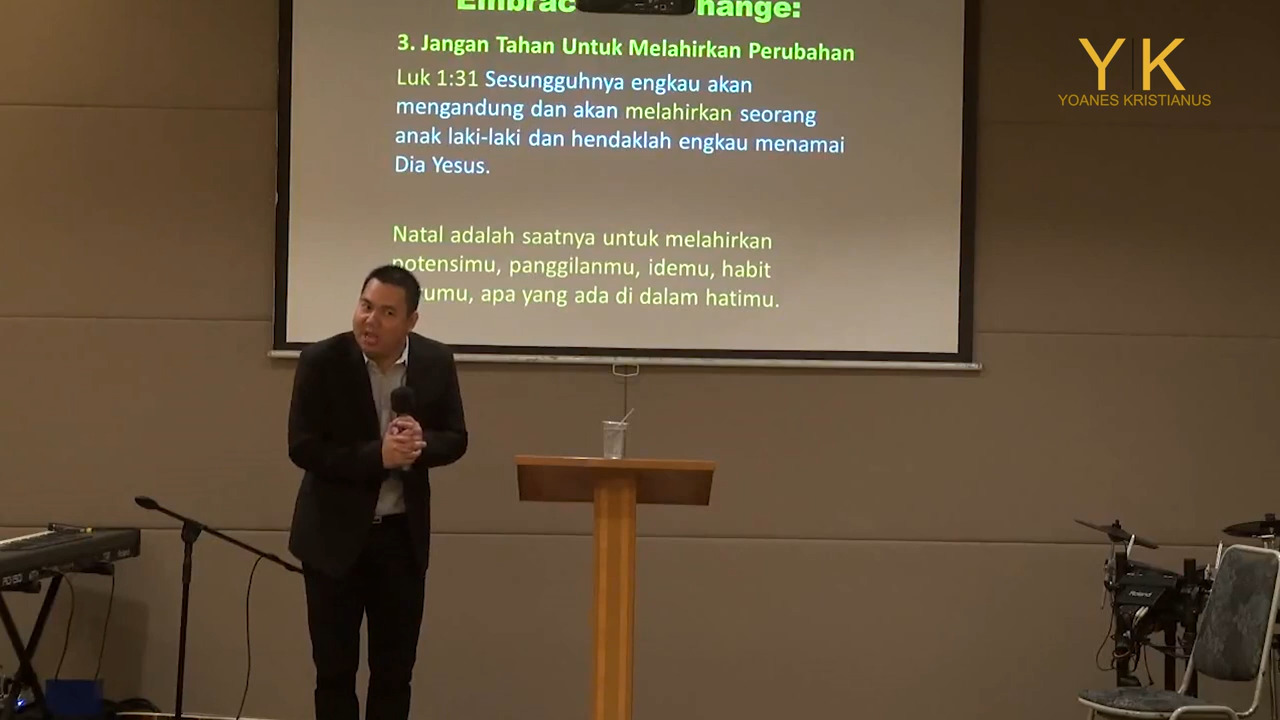 3. Jangan Tahan Untuk Melahirkan Perubahan
Luk 1:31 Sesungguhnya engkau akan
mengandung dan akan melahirkan seorang
anak laki-laki dan hendaklah engkau menamai
Dia Yesus.
Natal adalah saatnya untuk melahirkan
potensimu, panggilanmu, idemu, habit
apa yang ada di dalam hatimu.
YK
YOANES KRISTIANUS
Roland